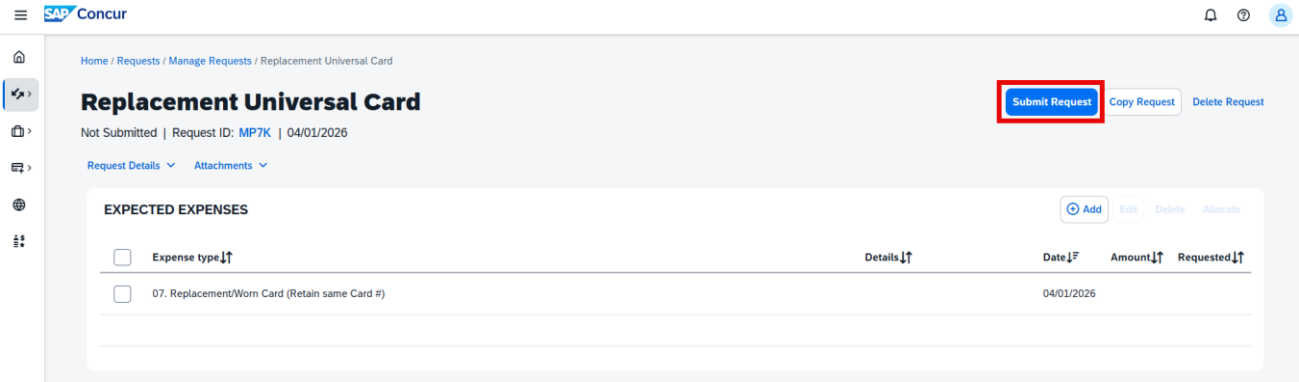 SAP Concur
Home / Requests / Manage Requests / Replacement Universal Card
Replacement Universal Card
Submit Request Copy Request Delete Request
Not Submitted | Request ID: MP7K | 04/01/2026
Request Details Attachments
EXPECTED EXPENSES
Add Edit Delete Allocate
Expense type Details Date Amount Requested
07. Replacement/Worn Card (Retain same Card #) 04/01/2026